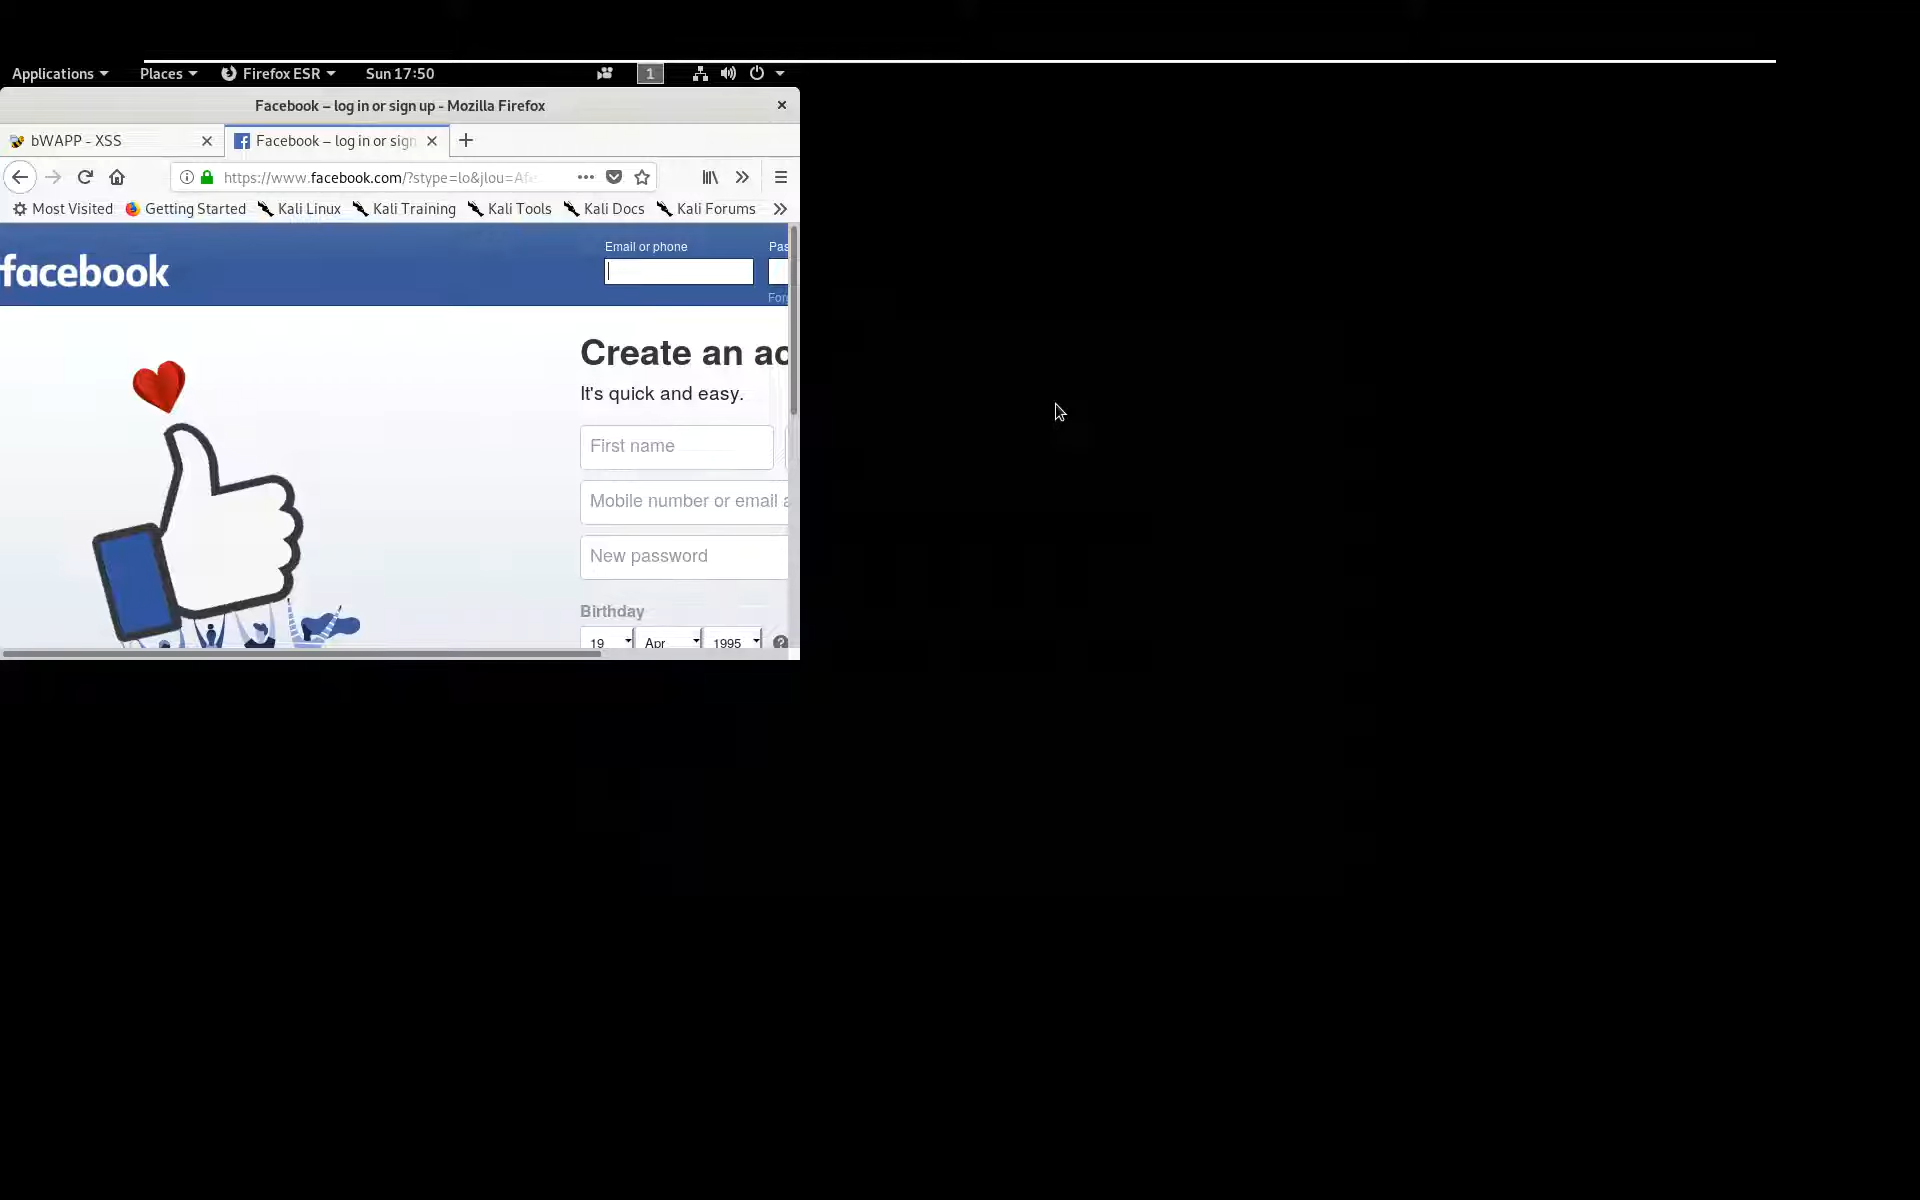 Applications Places Firefox ESR Sun 17:50 1
Facebook – log in or sign up - Mozilla Firefox
bWAPP - XSS Facebook – log in or sign
https://www.facebook.com/?stype=lo&jlou=Afe
Most Visited Getting Started Kali Linux Kali Training Kali Tools Kali Docs Kali Forums
Email or phone Pas
facebook
For
Create an ac
It's quick and easy.
First name
Mobile number or email a
New password
Birthday
19 Apr 1995